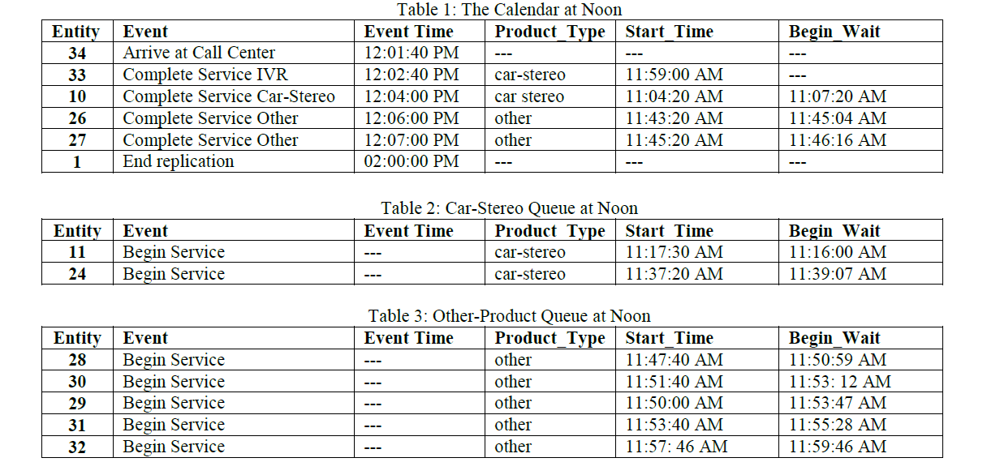 Table 1: The Calendar at Noon
Entity Event Event Time Product_Type Start_Time Begin_Wait
34 Arrive at Call Center 12:01:40 PM --- --- ---
33 Complete Service IVR 12:02:40 PM car-stereo 11:59:00 AM ---
10 Complete Service Car-Stereo 12:04:00 PM car stereo 11:04:20 AM 11:07:20 AM
26 Complete Service Other 12:06:00 PM other 11:43:20 AM 11:45:04 AM
27 Complete Service Other 12:07:00 PM other 11:45:20 AM 11:46:16 AM
1 End replication 02:00:00 PM --- --- ---
Table 2: Car-Stereo Queue at Noon
Entity Event Event Time Product_Type Start_Time Begin_Wait
11 Begin Service --- car-stereo 11:17:30 AM 11:16:00 AM
24 Begin Service --- car-stereo 11:37:20 AM 11:39:07 AM
Table 3: Other-Product Queue at Noon
Entity Event Event Time Product_Type Start_Time Begin_Wait
28 Begin Service --- other 11:47:40 AM 11:50:59 AM
30 Begin Service --- other 11:51:40 AM 11:53: 12 AM
29 Begin Service --- other 11:50:00 AM 11:53:47 AM
31 Begin Service --- other 11:53:40 AM 11:55:28 AM
32 Begin Service --- other 11:57: 46 AM 11:59:46 AM